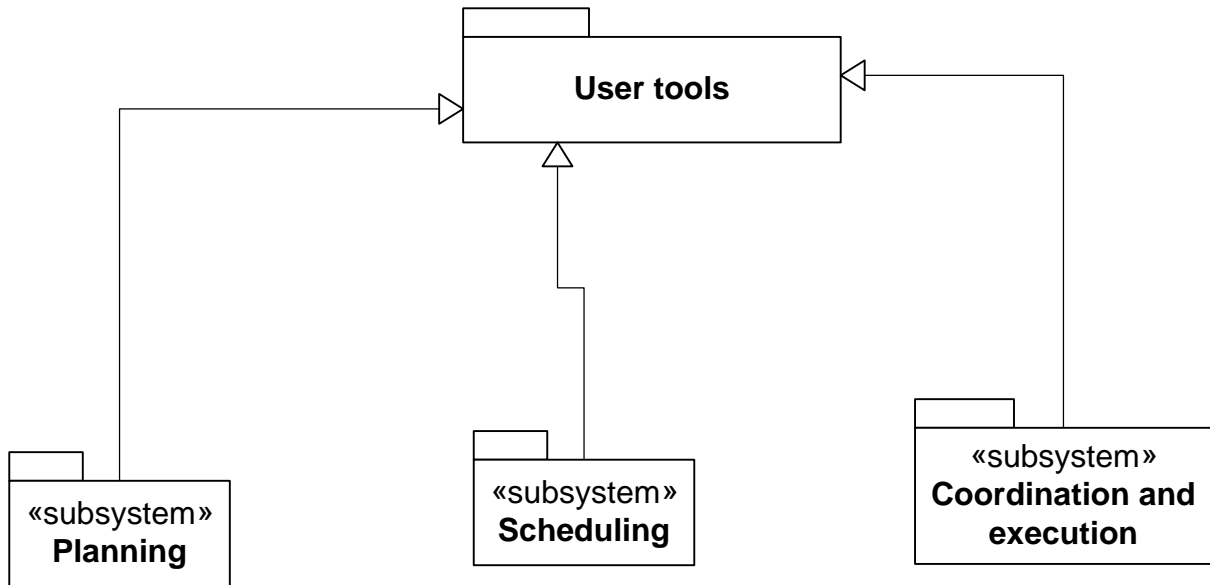 User tools
«subsystem»
Planning
«subsystem»
Scheduling
«subsystem»
Coordination and
execution